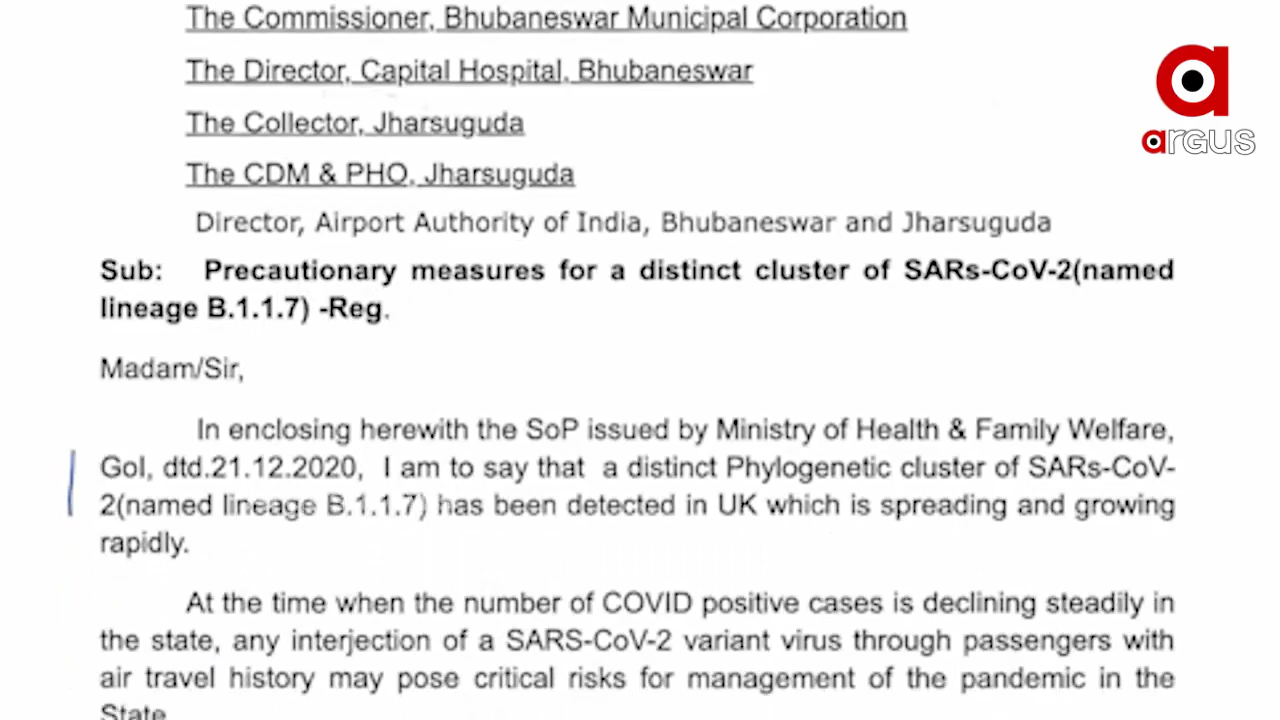 The Commissioner, Bhubaneswar Municipal Corporation
The Director, Capital Hospital, Bhubaneswar
The Collector, Jharsuguda
The CDM & PHO, Jharsuguda
Director, Airport Authority of India, Bhubaneswar and Jharsuguda
Sub: Precautionary measures for a distinct cluster of SARs-CoV-2(named
lineage B.1.1.7) -Reg.
Madam/Sir,
In enclosing herewith the SoP issued by Ministry of Health & Family Welfare,
GoI, dtd.21.12.2020, I am to say that a distinct Phylogenetic cluster of SARs-CoV-
2(named lineage B.1.1.7) has been detected in UK which is spreading and growing
rapidly.
At the time when the number of COVID positive cases is declining steadily in
the state, any interjection of a SARS-CoV-2 variant virus through passengers with
air travel history may pose critical risks for management of the pandemic in the
State
a
argus